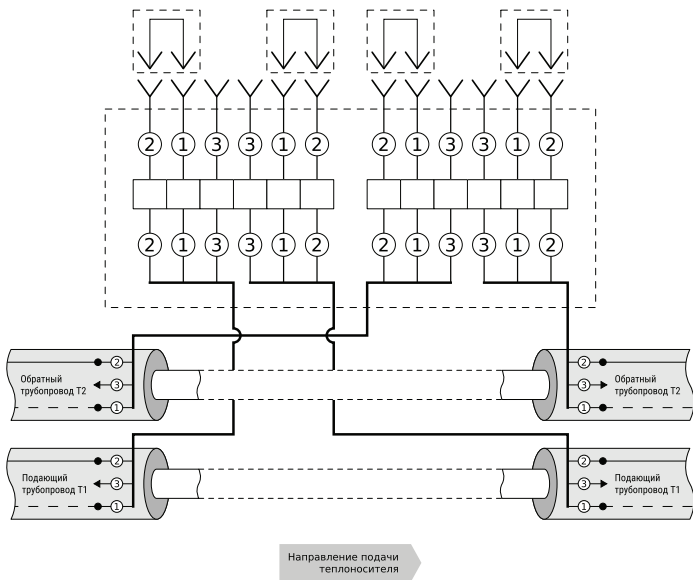 2 1 3 3 1 2 2 1 3 3 1 2
2 1 3 3 1 2 2 1 3 3 1 2
2
3
1
Обратный
трубопровод Т2
2
3
1
Обратный
трубопровод Т2
2
3
1
Подающий
трубопровод Т1
2
3
1
Подающий
трубопровод Т1
Направление подачи
теплоносителя